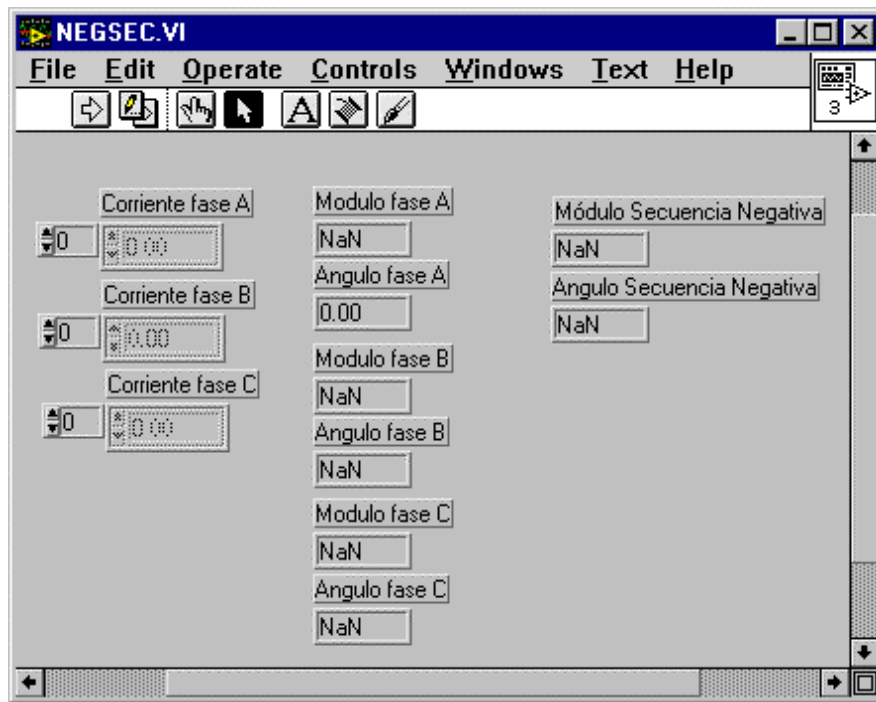 NEGSEC.VI
File Edit Operate Controls Windows Text Help
A
3
Corriente fase A
0 0.00
Corriente fase B
0 0.00
Corriente fase C
0 0.00
Modulo fase A
NaN
Angulo fase A
0.00
Modulo fase B
NaN
Angulo fase B
NaN
Modulo fase C
NaN
Angulo fase C
NaN
Módulo Secuencia Negativa
NaN
Angulo Secuencia Negativa
NaN